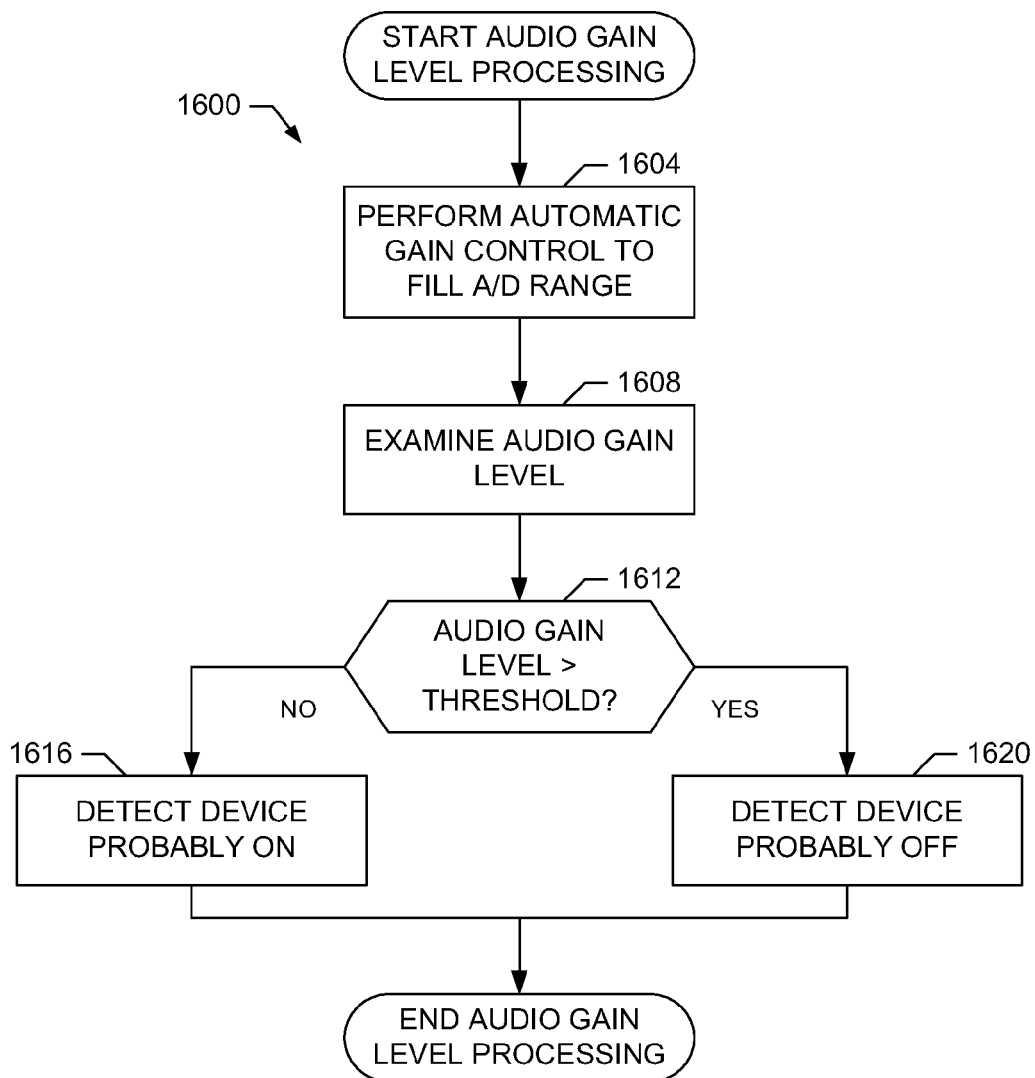 START AUDIO GAIN
LEVEL PROCESSING
1600
1604
PERFORM AUTOMATIC
GAIN CONTROL TO
FILL A/D RANGE
1608
EXAMINE AUDIO GAIN
LEVEL
1612
AUDIO GAIN
LEVEL >
THRESHOLD?
NO
YES
1616
DETECT DEVICE
PROBABLY ON
1620
DETECT DEVICE
PROBABLY OFF
END AUDIO GAIN
LEVEL PROCESSING